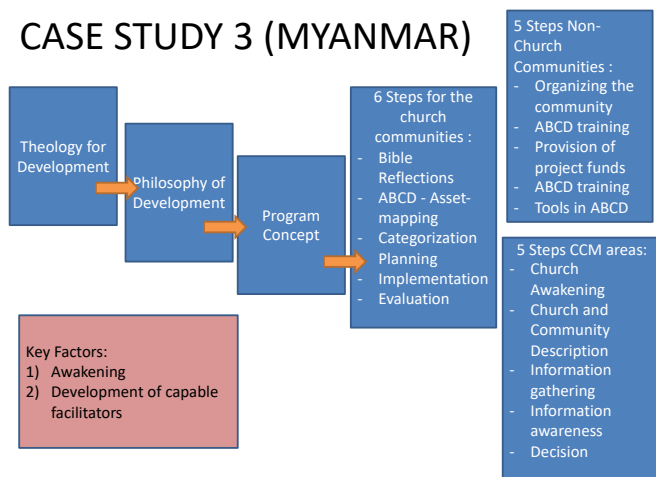 CASE STUDY 3 (MYANMAR)
Theology for
Development
Philosophy of
Development
Program
Concept
6 Steps for the
church
communities :
- Bible
Reflections
- ABCD - Asset-
mapping
- Categorization
- Planning
- Implementation
- Evaluation
5 Steps Non-
Church
Communities :
- Organizing the
community
- ABCD training
- Provision of
project funds
- ABCD training
- Tools in ABCD
5 Steps CCM areas:
- Church
Awakening
- Church and
Community
Description
- Information
gathering
- Information
awareness
- Decision
Key Factors:
1) Awakening
2) Development of capable
facilitators